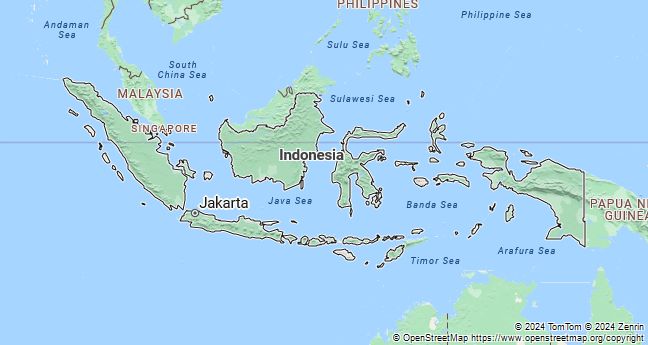 PHILIPPINES
Philippine Sea
Andaman
Sea
Sulu Sea
South
China Sea
MALAYSIA
Sulawesi Sea
SINGAPORE
Indonesia
Jakarta
Java Sea
Banda Sea
PAPUA NE
GUINEA
Arafura Sea
Timor Sea
© 2024 TomTom © 2024 Zenrin
© OpenStreetMap https://www.openstreetmap.org/copyright